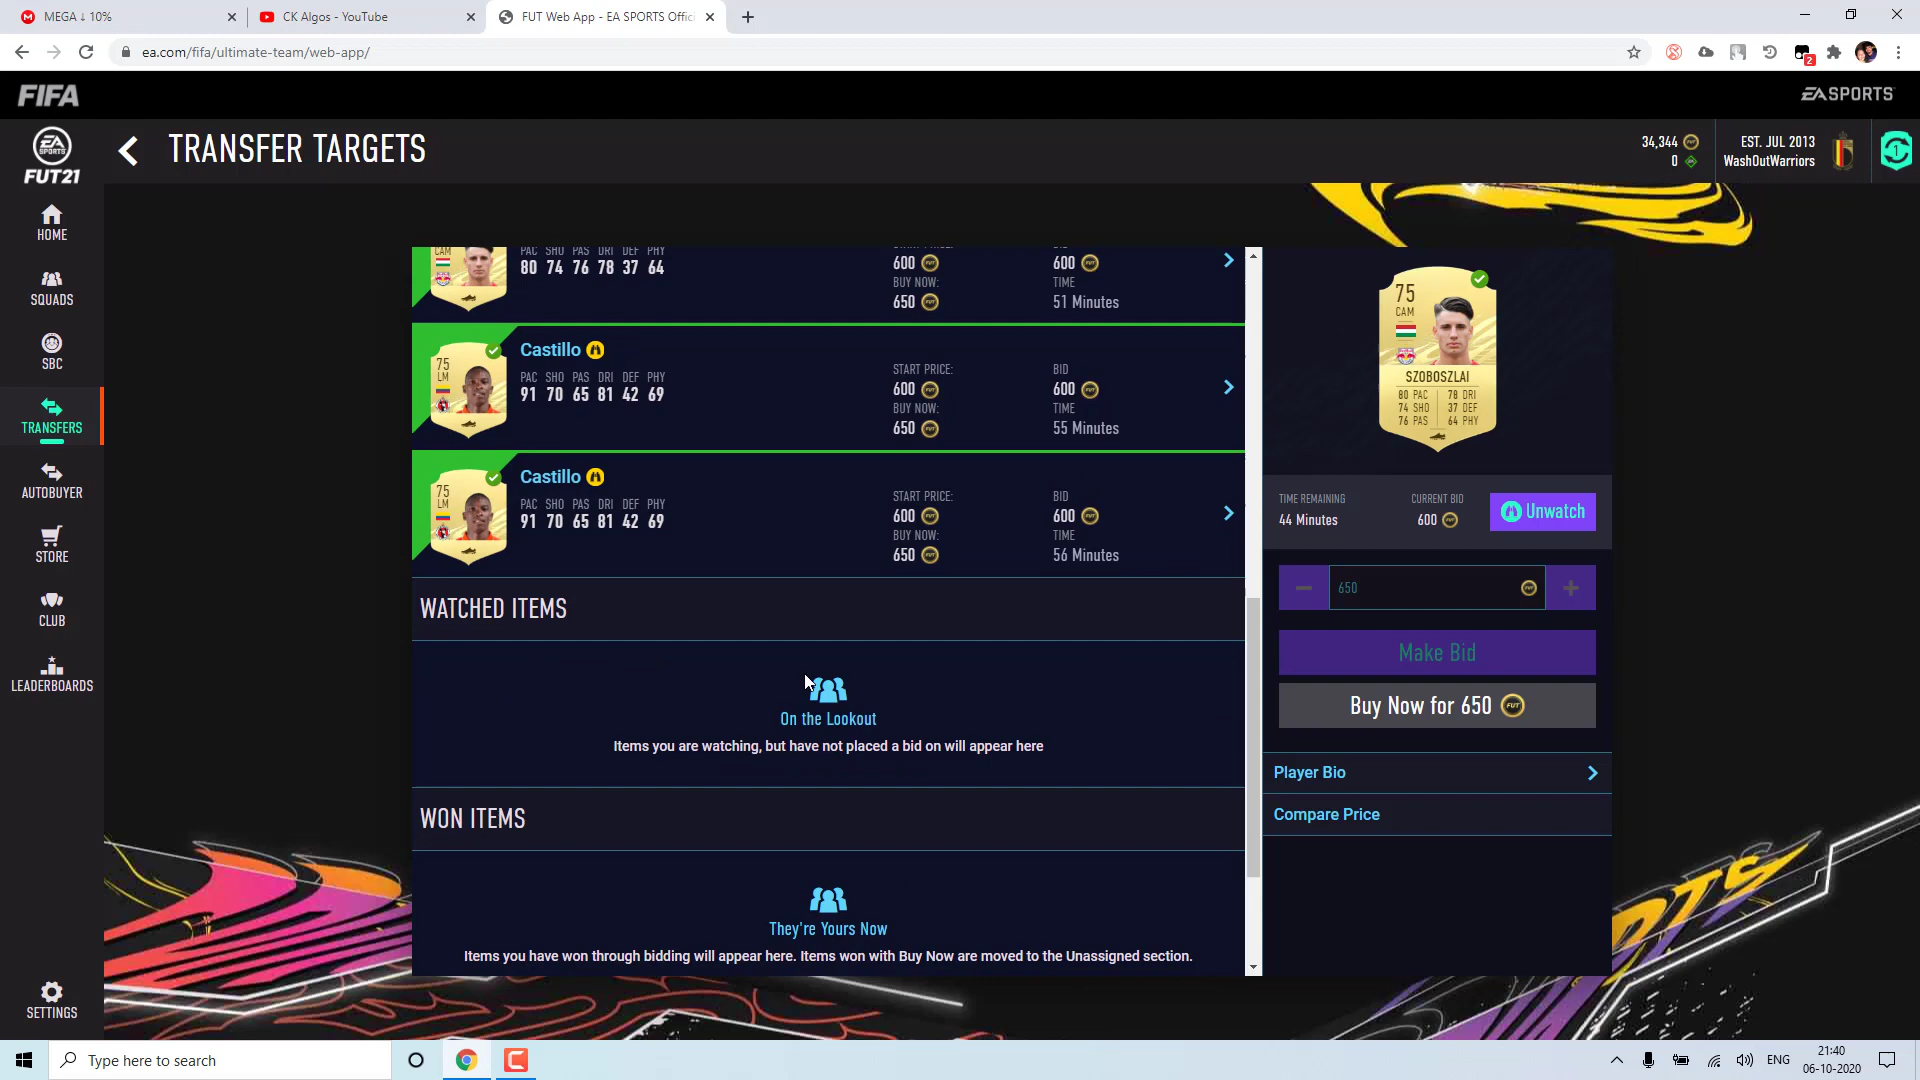 MEGA ↓ 10%
CK Algos - YouTube
FUT Web App - EA SPORTS Offici
ea.com/fifa/ultimate-team/web-app/
2
FIFA
EA SPORTS
EA SPORTS
FUT21
TRANSFER TARGETS
34,344
0
EST. JUL 2013
WashOutWarriors
1
HOME
SQUADS
SBC
TRANSFERS
AUTOBUYER
STORE
CLUB
LEADERBOARDS
SETTINGS
CAM
PAC SHO PAS DRI DEF PHY
80 74 76 78 37 64
START PRICE:
600
BUY NOW:
650
600
TIME
51 Minutes
75
LM
Castillo
PAC SHO PAS DRI DEF PHY
91 70 65 81 42 69
START PRICE:
600
BUY NOW:
650
BID
600
TIME
55 Minutes
75
LM
Castillo
PAC SHO PAS DRI DEF PHY
91 70 65 81 42 69
START PRICE:
600
BUY NOW:
650
BID
600
TIME
56 Minutes
WATCHED ITEMS
On the Lookout
Items you are watching, but have not placed a bid on will appear here
WON ITEMS
They're Yours Now
Items you have won through bidding will appear here. Items won with Buy Now are moved to the Unassigned section.
75
CAM
SZOBOSZLAI
80 PAC 78 DRI
74 SHO 37 DEF
76 PAS 64 PHY
TIME REMAINING
44 Minutes
CURRENT BID
600
Unwatch
650
Make Bid
Buy Now for 650
Player Bio
Compare Price
Type here to search
ENG
21:40
06-10-2020